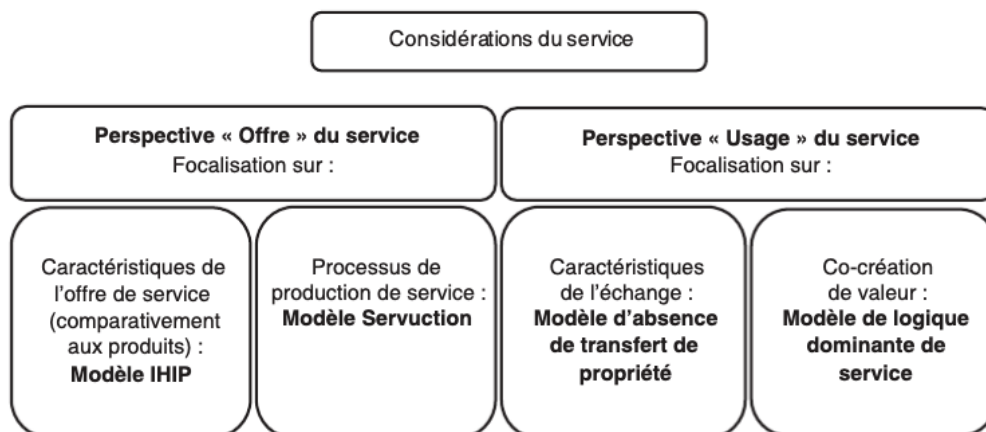 Considérations du service
Perspective « Offre » du service
Focalisation sur :
Perspective « Usage » du service
Focalisation sur :
Caractéristiques de
l'offre de service
(comparativement
aux produits) :
Modèle IHIP
Processus de
production de service :
Modèle Servuction
Caractéristiques
de l'échange :
Modèle d'absence
de transfert de
propriété
Co-création
de valeur :
Modèle de logique
dominante de
service